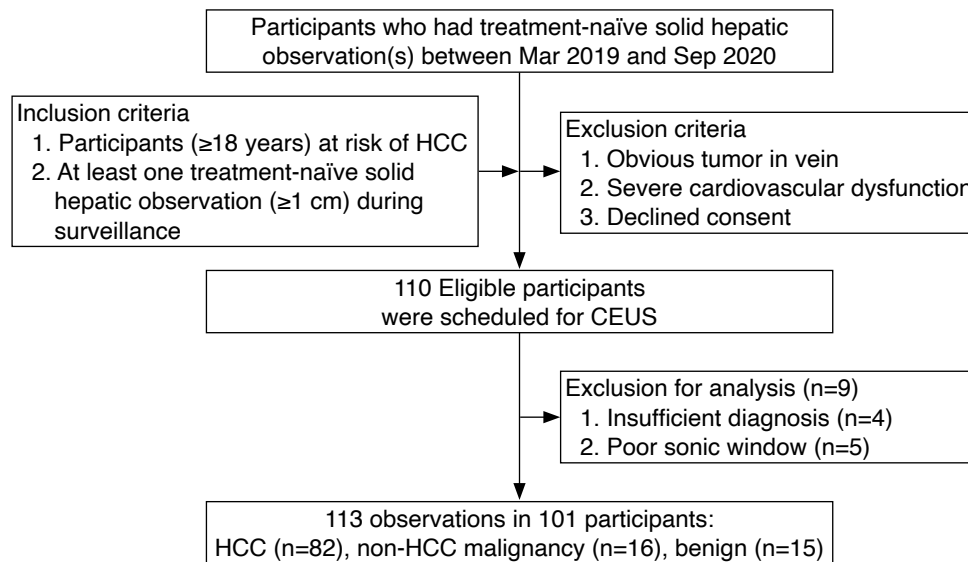 Participants who had treatment-naïve solid hepatic
observation(s) between Mar 2019 and Sep 2020
Inclusion criteria
1. Participants (≥18 years) at risk of HCC
2. At least one treatment-naïve solid
hepatic observation (≥1 cm) during
surveillance
Exclusion criteria
1. Obvious tumor in vein
2. Severe cardiovascular dysfunction
3. Declined consent
110 Eligible participants
were scheduled for CEUS
Exclusion for analysis (n=9)
1. Insufficient diagnosis (n=4)
2. Poor sonic window (n=5)
113 observations in 101 participants:
HCC (n=82), non-HCC malignancy (n=16), benign (n=15)